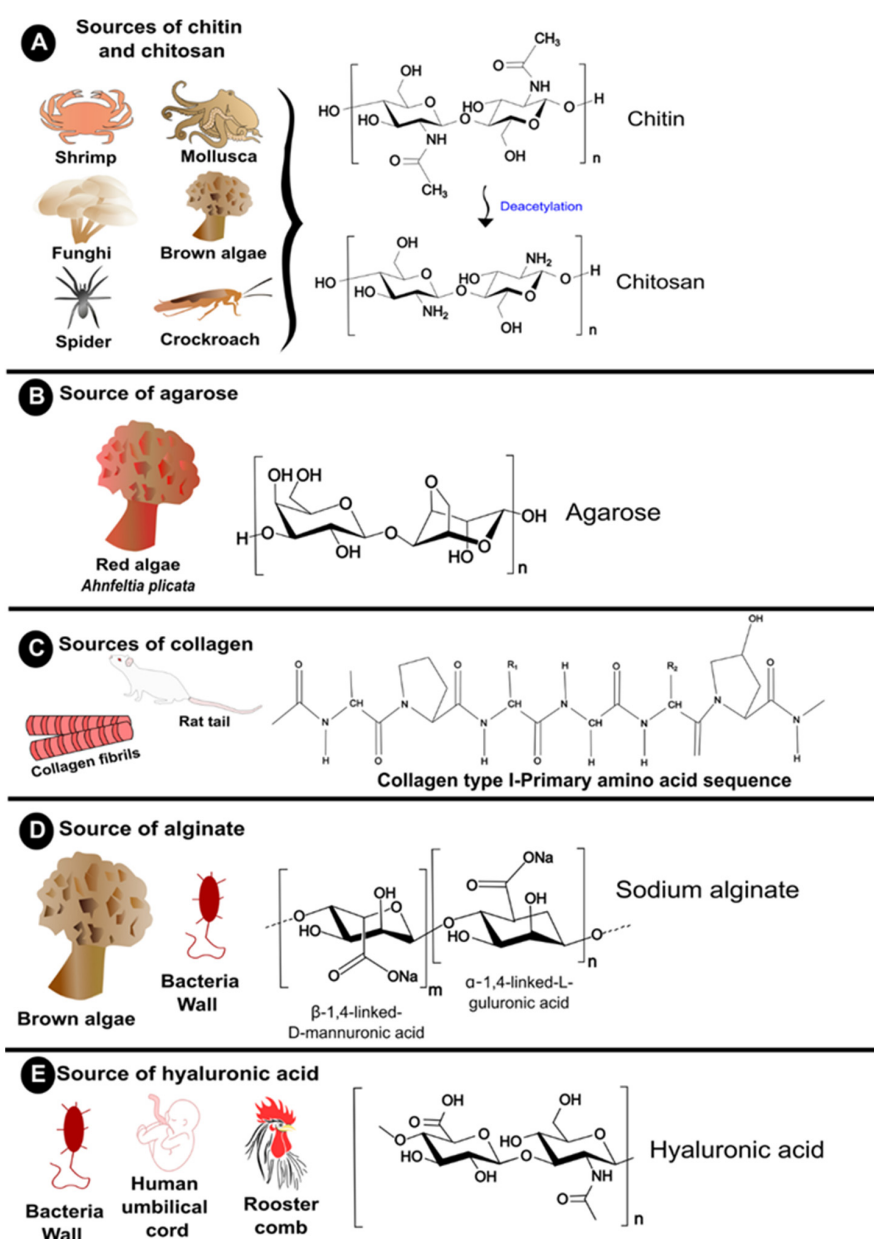 A Sources of chitin
and chitosan
Shrimp
Mollusca
Funghi
Brown algae
Spider
Crockroach
HO
OH
O
HO
NH
O
CH₃
O
HO
O
CH₃
NH
O
OH
O
H
n
Chitin
Deacetylation
HO
OH
O
HO
NH₂
O
HO
NH₂
O
OH
O
H
n
Chitosan
B Source of agarose
Red algae
Ahnfeltia plicata
OH OH
O
H O
OH
O
O
HO
O
OH
n
Agarose
C Sources of collagen
Rat tail
Collagen fibrils
O
N
H
C
O
N
O
N
H
R₁
C
O
H
N
C
H
O
N
H
R₂
C
N
OH
O
N
H
Collagen type I-Primary amino acid sequence
D Source of alginate
Brown algae
Bacteria
Wall
O
HO
OH
O
O
ONa
m
β-1,4-linked-
D-mannuronic acid
O
O
ONa
HO
OH
O
n
α-1,4-linked-L-
guluronic acid
Sodium alginate
E Source of hyaluronic acid
Bacteria
Wall
Human
umbilical
cord
Rooster
comb
O
OH
O
O
HO
OH
O
HO
OH
O
NH
O
n
Hyaluronic acid